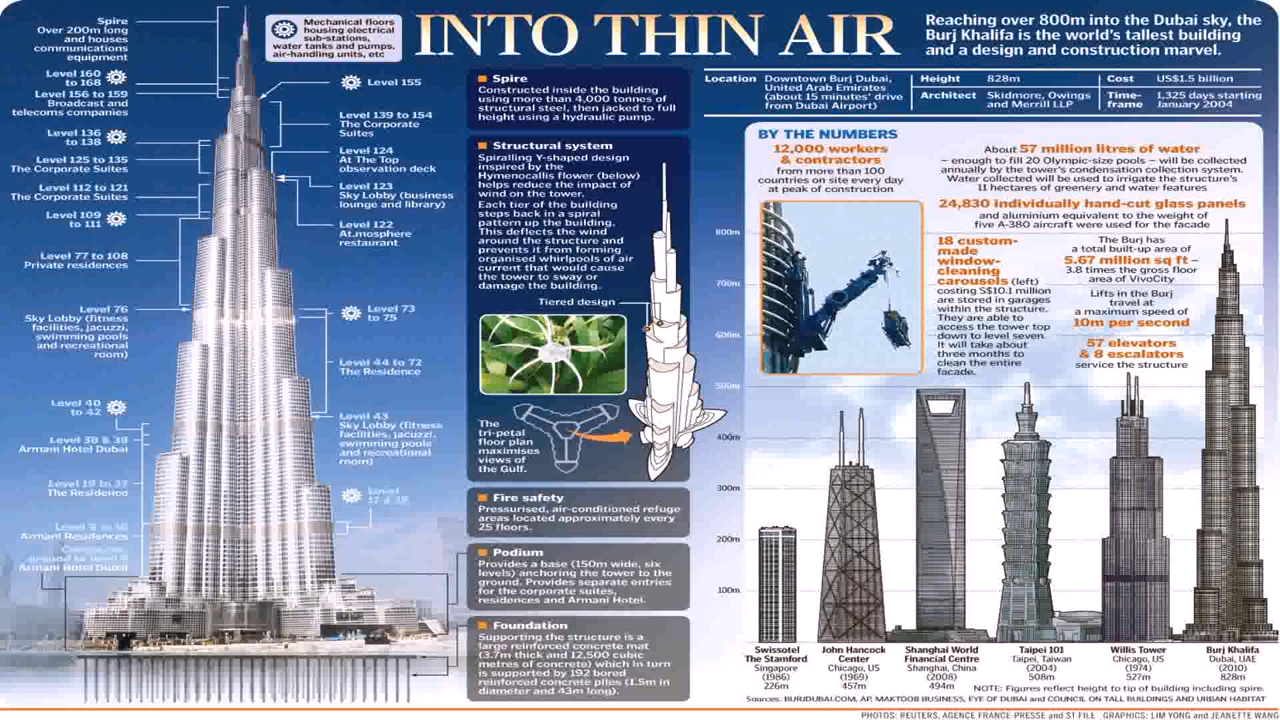 INTO THIN AIR
Reaching over 800m into the Dubai sky, the
Burj Khalifa is the world's tallest building
and a design and construction marvel.
Mechanical floors
housing electrical
sub-stations,
water tanks and pumps,
air-handling units, etc
Spire
Over 200m long
and houses
communications
equipment
Level 160
to 168
Level 156 to 159
Broadcast and
telecoms companies
Level 136
to 138
Level 125 to 135
The Corporate Suites
Level 112 to 121
The Corporate Suites
Level 109
to 111
Level 77 to 108
Private residences
Level 76
Sky Lobby (fitness
facilities, jacuzzi,
swimming pools
and recreational
room)
Level 40
to 42
Level 38 & 39
Armani Hotel Dubai
Level 19 to 37
The Residence
Armani Residences
Armani Hotel Dubai
Level 155
Level 139 to 154
The Corporate
Suites
Level 124
At The Top
observation deck
Level 123
Sky Lobby (business
lounge and library)
Level 122
At.mosphere
restaurant
Level 73
to 75
Level 44 to 72
The Residence
Level 43
Sky Lobby (fitness
facilities, jacuzzi,
swimming pools
and recreational
room)
Level
Spire
Constructed inside the building
using more than 4,000 tonnes of
structural steel, then jacked to full
height using a hydraulic pump.
Structural system
Spiralling Y-shaped design
inspired by the
Hymenocallis flower (below)
helps reduce the impact of
wind on the tower.
Each tier of the building
steps back in a spiral
pattern up the building.
This deflects the wind
around the structure and
prevents it from forming
organised whirlpools of air
current that would cause
the tower to sway or
damage the building.
Tiered design
The
tri-petal
floor plan
maximises
views of
the Gulf.
Fire safety
Pressurised, air-conditioned refuge
areas located approximately every
25 floors.
Podium
Provides a base (150m wide, six
levels) anchoring the tower to the
ground. Provides separate entries
for the corporate suites,
residences and Armani Hotel.
Foundation
Supporting the structure is a
large reinforced concrete mat
(3.7m thick and 12,500 cubic
metres of concrete) which in turn
is supported by 192 bored
reinforced concrete piles (1.5m in
diameter and 43m long).
Location Downtown Burj Dubai,
United Arab Emirates
(about 15 minutes' drive
from Dubai Airport)
Height 828m
Architect Skidmore, Owings
and Merrill LLP
Cost US$1.5 billion
Time-
frame 1,325 days starting
January 2004
BY THE NUMBERS
12,000 workers
& contractors
from more than 100
countries on site every day
at peak of construction
About 57 million litres of water
– enough to fill 20 Olympic-size pools – will be collected
annually by the tower's condensation collection system.
Water collected will be used to irrigate the structure's
11 hectares of greenery and water features
24,830 individually hand-cut glass panels
and aluminium equivalent to the weight of
five A-380 aircraft were used for the facade
18 custom-
made
window-
cleaning
carousels (left)
costing S$10.1 million
are stored in garages
within the structure.
They are able to
access the tower top
down to level seven.
It will take about
three months to
clean the entire
facade.
The Burj has
a total built-up area of
5.67 million sq ft –
3.8 times the gross floor
area of VivoCity
Lifts in the Burj
travel at
a maximum speed of
10m per second
57 elevators
& 8 escalators
service the structure
800m
700m
600m
500m
400m
300m
200m
100m
Swissotel
The Stamford
Singapore
(1986)
226m
John Hancock
Center
Chicago, US
(1969)
457m
Shanghai World
Financial Centre
Shanghai, China
(2008)
494m
Taipei 101
Taipei, Taiwan
(2004)
508m
Willis Tower
Chicago, US
(1974)
527m
Burj Khalifa
Dubai, UAE
(2010)
828m
NOTE: Figures reflect height to tip of building including spire.
Sources: BURJDUBAI.COM, AP, MAKTOOB BUSINESS, EYE OF DUBAI and COUNCIL ON TALL BUILDINGS AND URBAN HABITAT
PHOTOS: REUTERS, AGENCE FRANCE-PRESSE and ST FILE GRAPHICS: LIM YONG and JEANETTE WANG